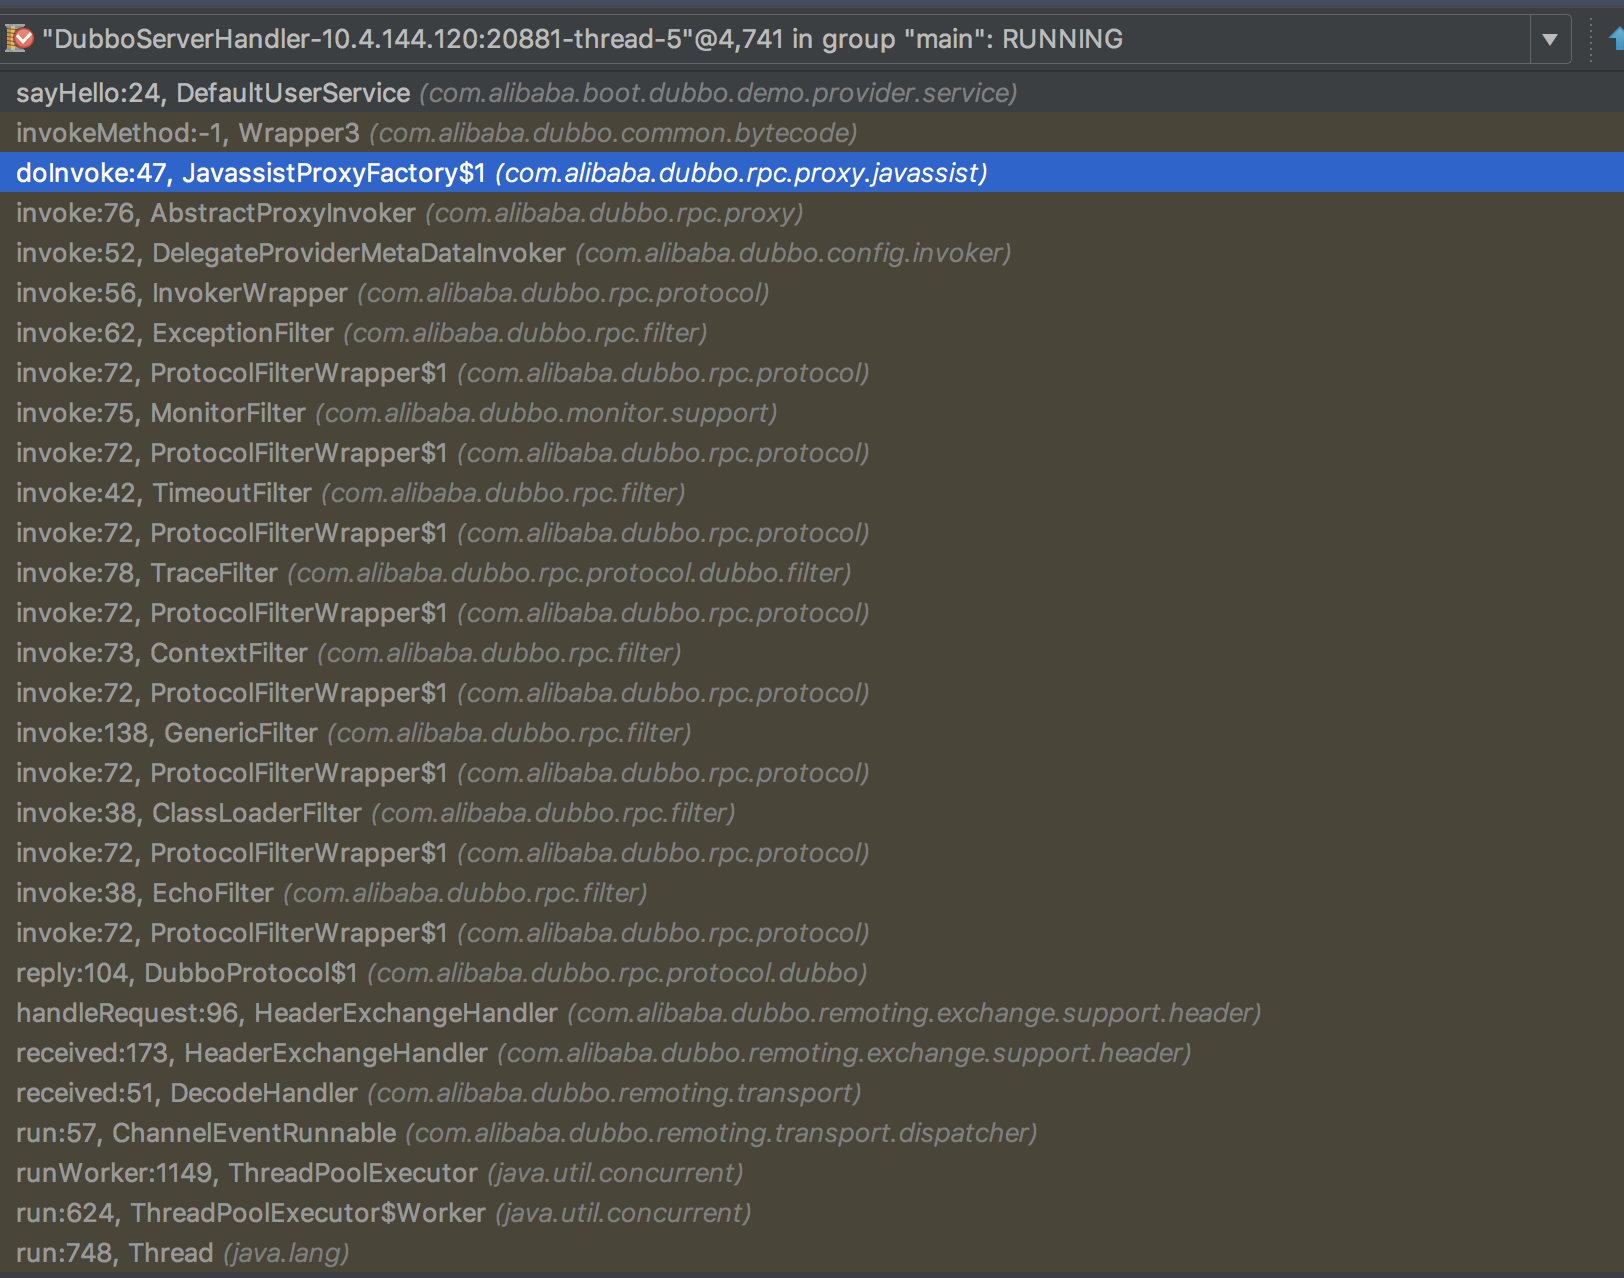 "DubboServerHandler-10.4.144.120:20881-thread-5"@4,741 in group "main": RUNNING
sayHello:24, DefaultUserService (com.alibaba.boot.dubbo.demo.provider.service)
invokeMethod:-1, Wrapper3 (com.alibaba.dubbo.common.bytecode)
doInvoke:47, JavassistProxyFactory$1 (com.alibaba.dubbo.rpc.proxy.javassist)
invoke:76, AbstractProxyInvoker (com.alibaba.dubbo.rpc.proxy)
invoke:52, DelegateProviderMetaDataInvoker (com.alibaba.dubbo.config.invoker)
invoke:56, InvokerWrapper (com.alibaba.dubbo.rpc.protocol)
invoke:62, ExceptionFilter (com.alibaba.dubbo.rpc.filter)
invoke:72, ProtocolFilterWrapper$1 (com.alibaba.dubbo.rpc.protocol)
invoke:75, MonitorFilter (com.alibaba.dubbo.monitor.support)
invoke:72, ProtocolFilterWrapper$1 (com.alibaba.dubbo.rpc.protocol)
invoke:42, TimeoutFilter (com.alibaba.dubbo.rpc.filter)
invoke:72, ProtocolFilterWrapper$1 (com.alibaba.dubbo.rpc.protocol)
invoke:78, TraceFilter (com.alibaba.dubbo.rpc.protocol.dubbo.filter)
invoke:72, ProtocolFilterWrapper$1 (com.alibaba.dubbo.rpc.protocol)
invoke:73, ContextFilter (com.alibaba.dubbo.rpc.filter)
invoke:72, ProtocolFilterWrapper$1 (com.alibaba.dubbo.rpc.protocol)
invoke:138, GenericFilter (com.alibaba.dubbo.rpc.filter)
invoke:72, ProtocolFilterWrapper$1 (com.alibaba.dubbo.rpc.protocol)
invoke:38, ClassLoaderFilter (com.alibaba.dubbo.rpc.filter)
invoke:72, ProtocolFilterWrapper$1 (com.alibaba.dubbo.rpc.protocol)
invoke:38, EchoFilter (com.alibaba.dubbo.rpc.filter)
invoke:72, ProtocolFilterWrapper$1 (com.alibaba.dubbo.rpc.protocol)
reply:104, DubboProtocol$1 (com.alibaba.dubbo.rpc.protocol.dubbo)
handleRequest:96, HeaderExchangeHandler (com.alibaba.dubbo.remoting.exchange.support.header)
received:173, HeaderExchangeHandler (com.alibaba.dubbo.remoting.exchange.support.header)
received:51, DecodeHandler (com.alibaba.dubbo.remoting.transport)
run:57, ChannelEventRunnable (com.alibaba.dubbo.remoting.transport.dispatcher)
runWorker:1149, ThreadPoolExecutor (java.util.concurrent)
run:624, ThreadPoolExecutor$Worker (java.util.concurrent)
run:748, Thread (java.lang)